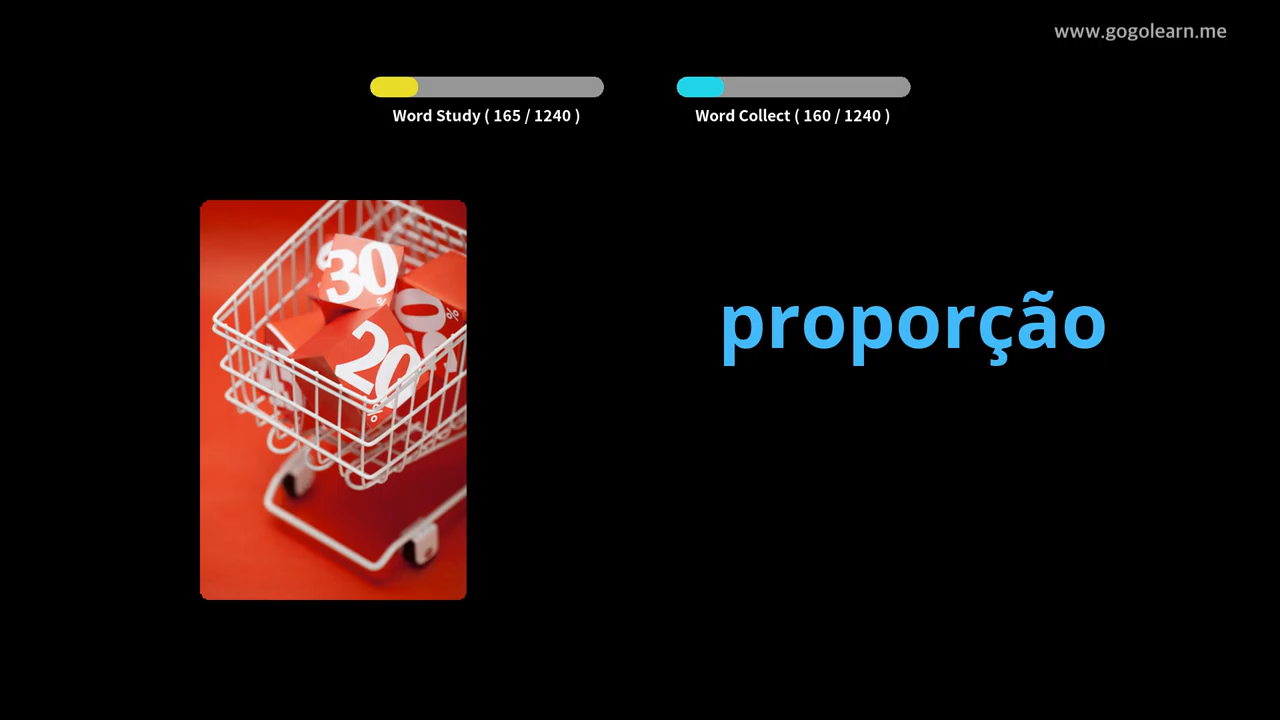 www.gogolearn.me
Word Study ( 165 / 1240 )
Word Collect ( 160 / 1240 )
30
%
20
%
proporção